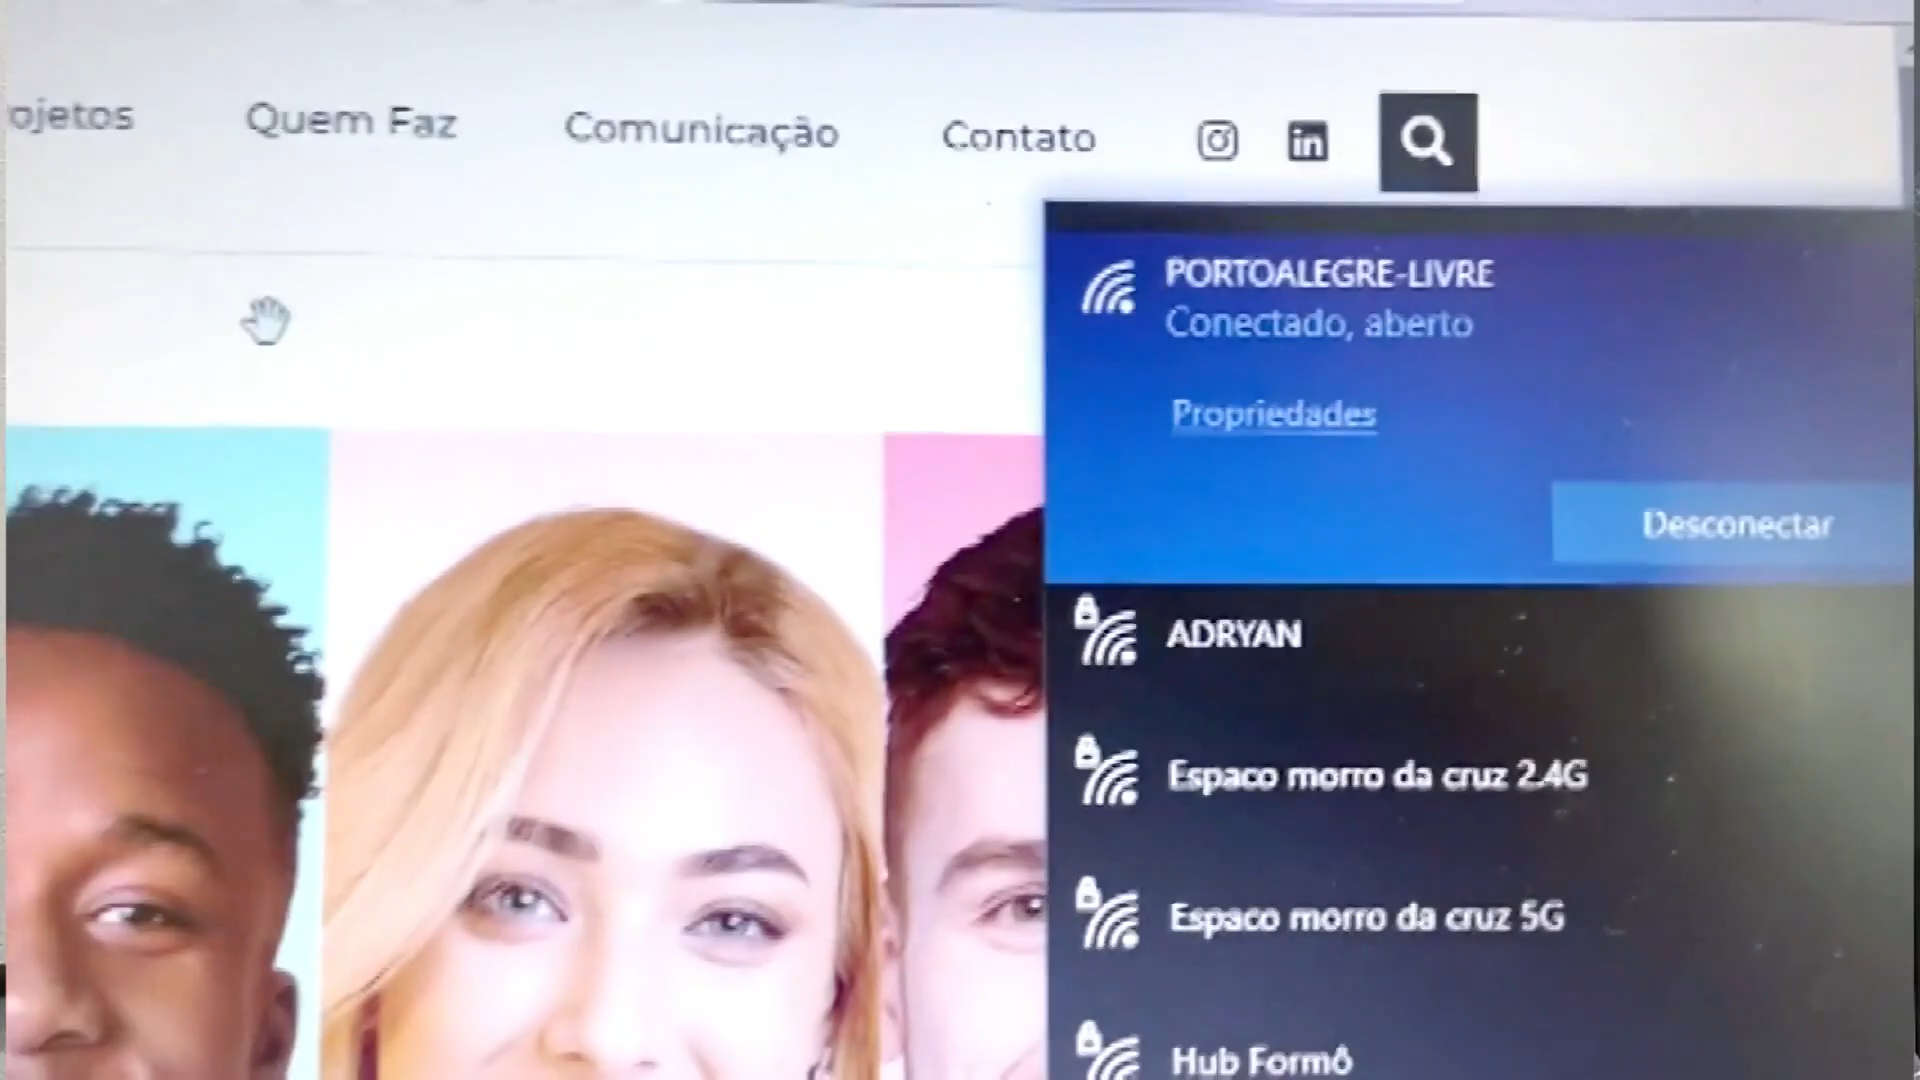 ojetos
Quem Faz
Comunicação
Contato
in
PORTOALEGRE-LIVRE
Conectado, aberto
Propriedades
Desconectar
ADRYAN
Espaco morro da cruz 2.4G
Espaco morro da cruz 5G
Hub Formô